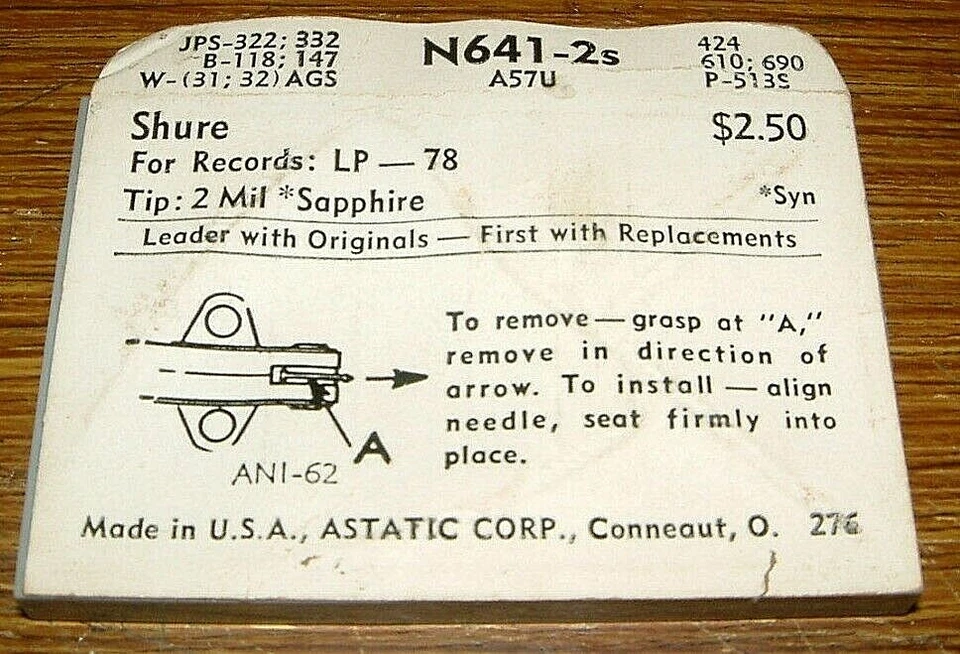 JPS-322; 332
B-118; 147
W-(31; 32) AGS
N641-2s
A57U
424
610; 690
P-513S
Shure $2.50
For Records: LP — 78
Tip: 2 Mil *Sapphire *Syn
Leader with Originals — First with Replacements
To remove — grasp at "A,"
remove in direction of
arrow. To install — align
needle, seat firmly into
place.
A
ANI-62
Made in U.S.A., ASTATIC CORP., Conneaut, O. 276